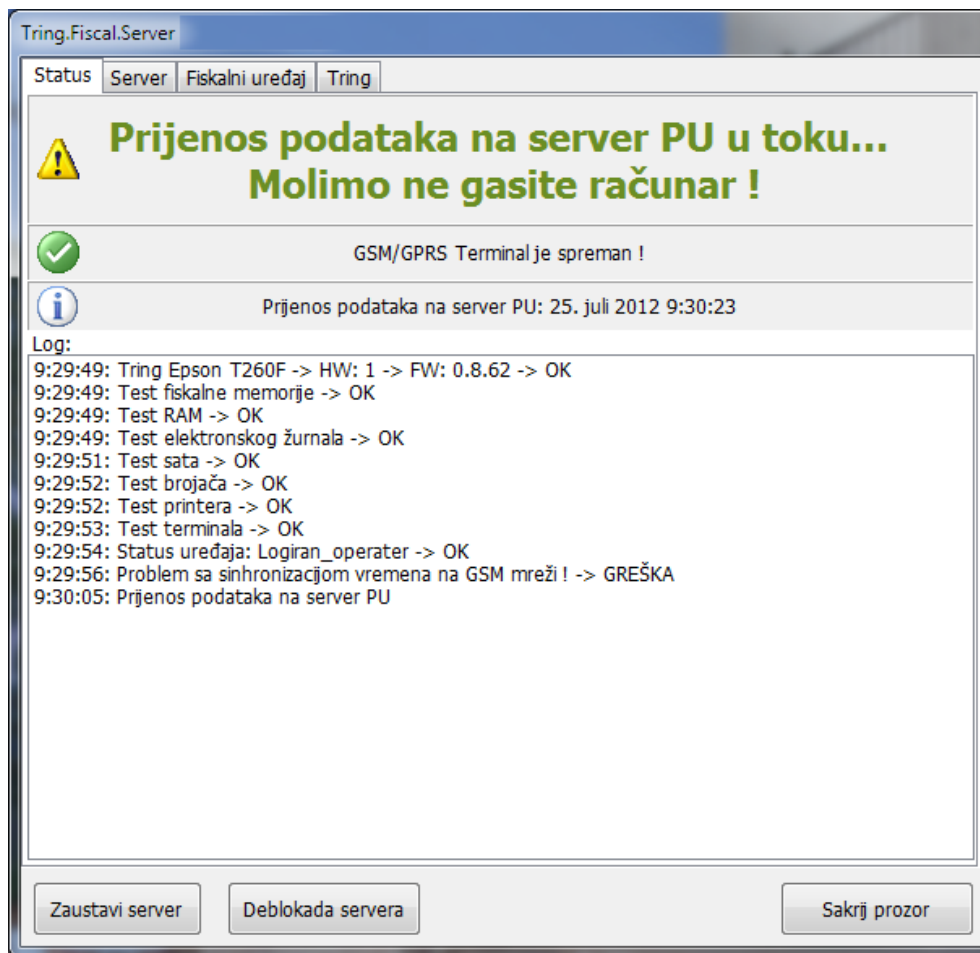 Tring.Fiscal.Server
Status Server Fiskalni uređaj Tring
Prijenos podataka na server PU u toku...
Molimo ne gasite računar !
GSM/GPRS Terminal je spreman !
Prijenos podataka na server PU: 25. juli 2012 9:30:23
Log:
9:29:49: Tring Epson T260F -> HW: 1 -> FW: 0.8.62 -> OK
9:29:49: Test fiskalne memorije -> OK
9:29:49: Test RAM -> OK
9:29:49: Test elektronskog žurnala -> OK
9:29:51: Test sata -> OK
9:29:52: Test brojača -> OK
9:29:52: Test printera -> OK
9:29:53: Test terminala -> OK
9:29:54: Status uređaja: Logiran_operater -> OK
9:29:56: Problem sa sinhronizacijom vremena na GSM mreži ! -> GREŠKA
9:30:05: Prijenos podataka na server PU
Zaustavi server Deblokada servera Sakrij prozor